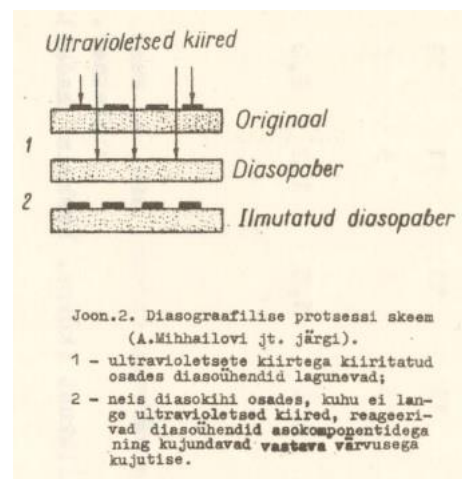 Ultravioletsed kiired
Originaal
1
Diasopaber
2
Ilmutatud diasopaber
Joon.2. Diasograafilise protsessi skeem
(A.Mihhailovi jt. järgi).
1 - ultravioletsete kiirtega kiiritatud
osades diasoühendid lagunevad;
2 - neis diasokihi osades, kuhu ei lan-
ge ultravioletsed kiired, reageeri-
vad diasoühendid asokomponentidega
ning kujundavad vastava värvusega
kujutise.